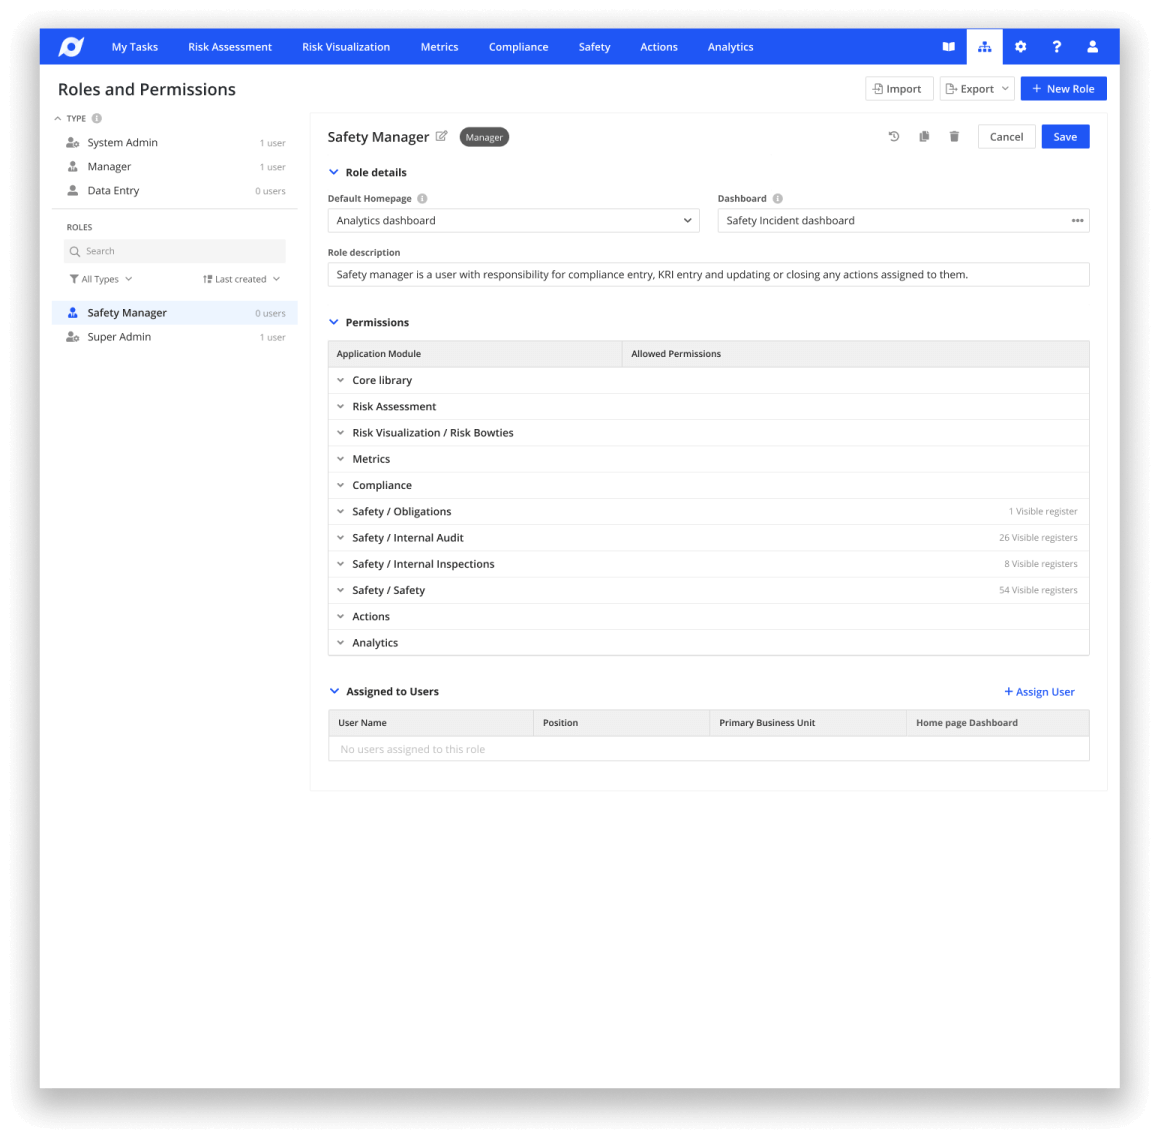 My Tasks Risk Assessment Risk Visualization Metrics Compliance Safety Actions Analytics
Roles and Permissions
Import Export + New Role
TYPE
System Admin 1 user
Manager 1 user
Data Entry 0 users
ROLES
Search
All Types Last created
Safety Manager 0 users
Super Admin 1 user
Safety Manager Manager Cancel Save
Role details
Default Homepage Dashboard
Analytics dashboard Safety Incident dashboard
Role description
Safety manager is a user with responsibility for compliance entry, KRI entry and updating or closing any actions assigned to them.
Permissions
Application Module Allowed Permissions
Core library
Risk Assessment
Risk Visualization / Risk Bowties
Metrics
Compliance
Safety / Obligations 1 Visible register
Safety / Internal Audit 26 Visible registers
Safety / Internal Inspections 8 Visible registers
Safety / Safety 54 Visible registers
Actions
Analytics
Assigned to Users + Assign User
User Name Position Primary Business Unit Home page Dashboard
No users assigned to this role